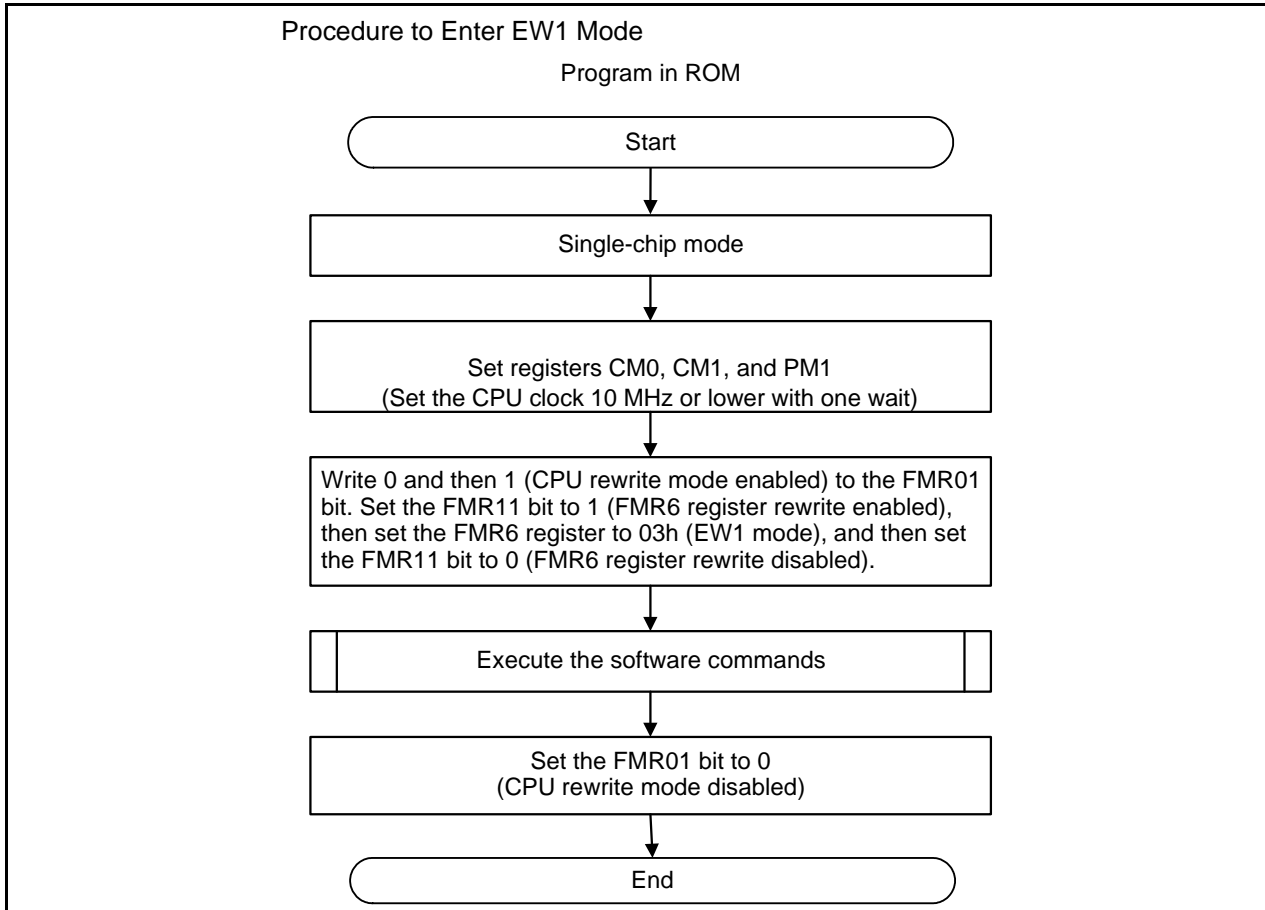 Procedure to Enter EW1 Mode
Program in ROM
Start
Single-chip mode
Set registers CM0, CM1, and PM1
(Set the CPU clock 10 MHz or lower with one wait)
Write 0 and then 1 (CPU rewrite mode enabled) to the FMR01
bit. Set the FMR11 bit to 1 (FMR6 register rewrite enabled),
then set the FMR6 register to 03h (EW1 mode), and then set
the FMR11 bit to 0 (FMR6 register rewrite disabled).
Execute the software commands
Set the FMR01 bit to 0
(CPU rewrite mode disabled)
End